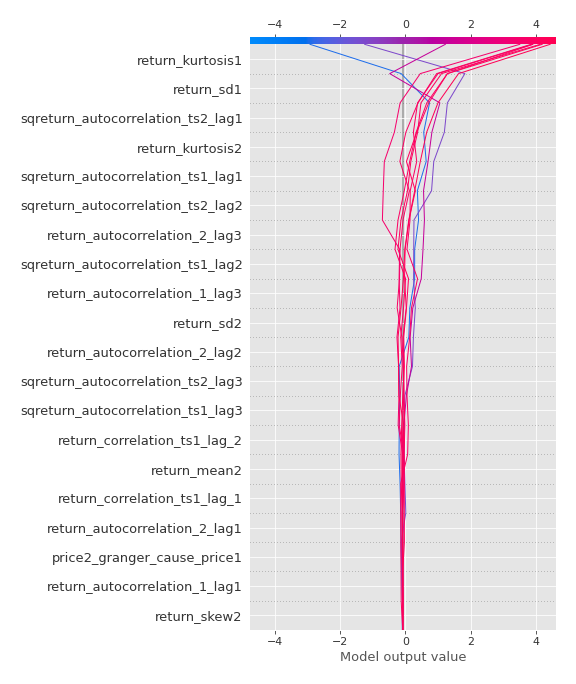 −4 −2 0 2 4
return_kurtosis1
return_sd1
sqreturn_autocorrelation_ts2_lag1
return_kurtosis2
sqreturn_autocorrelation_ts1_lag1
sqreturn_autocorrelation_ts2_lag2
return_autocorrelation_2_lag3
sqreturn_autocorrelation_ts1_lag2
return_autocorrelation_1_lag3
return_sd2
return_autocorrelation_2_lag2
sqreturn_autocorrelation_ts2_lag3
sqreturn_autocorrelation_ts1_lag3
return_correlation_ts1_lag_2
return_mean2
return_correlation_ts1_lag_1
return_autocorrelation_2_lag1
price2_granger_cause_price1
return_autocorrelation_1_lag1
return_skew2
−4 −2 0 2 4
Model output value